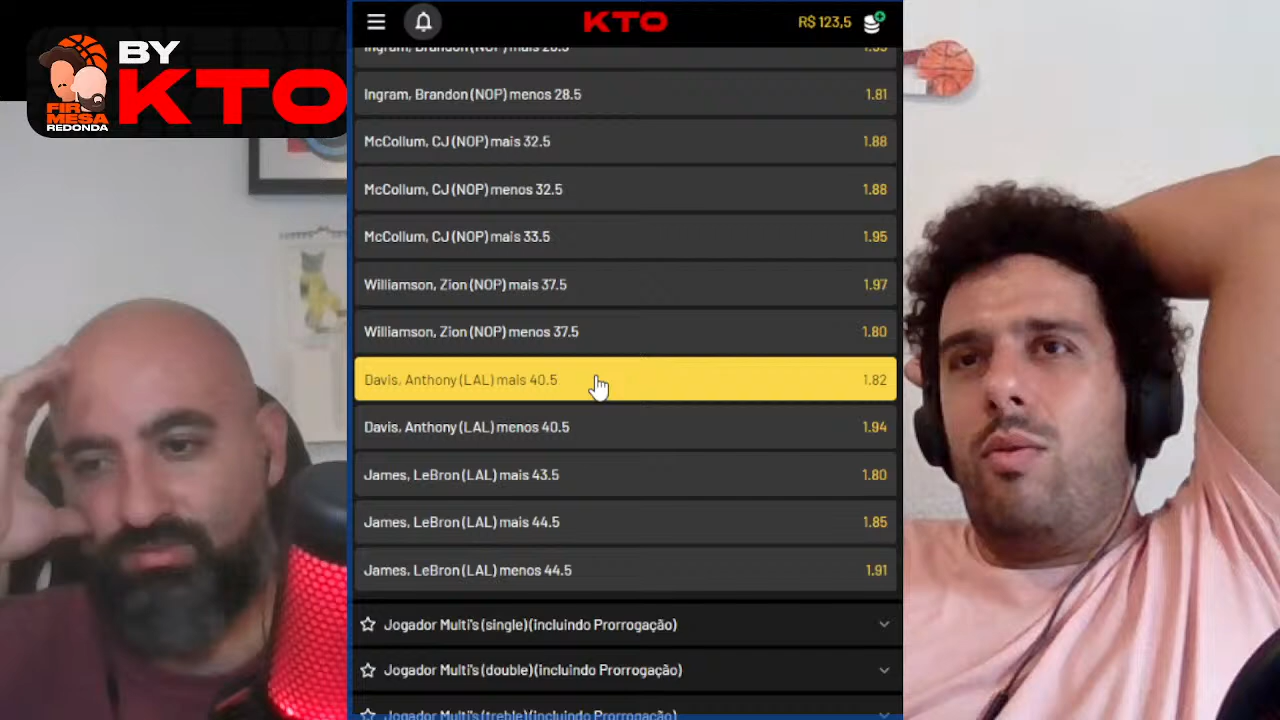 BY
KTO
FIR
MESA
REDONDA
KTO
R$ 123,5
Ingram, Brandon (NOP) menos 28.5 1.81
McCollum, CJ (NOP) mais 32.5 1.88
McCollum, CJ (NOP) menos 32.5 1.88
McCollum, CJ (NOP) mais 33.5 1.95
Williamson, Zion (NOP) mais 37.5 1.97
Williamson, Zion (NOP) menos 37.5 1.80
Davis, Anthony (LAL) mais 40.5 1.82
Davis, Anthony (LAL) menos 40.5 1.94
James, LeBron (LAL) mais 43.5 1.80
James, LeBron (LAL) mais 44.5 1.85
James, LeBron (LAL) menos 44.5 1.91
Jogador Multi's (single) (incluindo Prorrogação)
Jogador Multi's (double) (incluindo Prorrogação)
Jogador Multi's (treble) (incluindo Prorrogação)